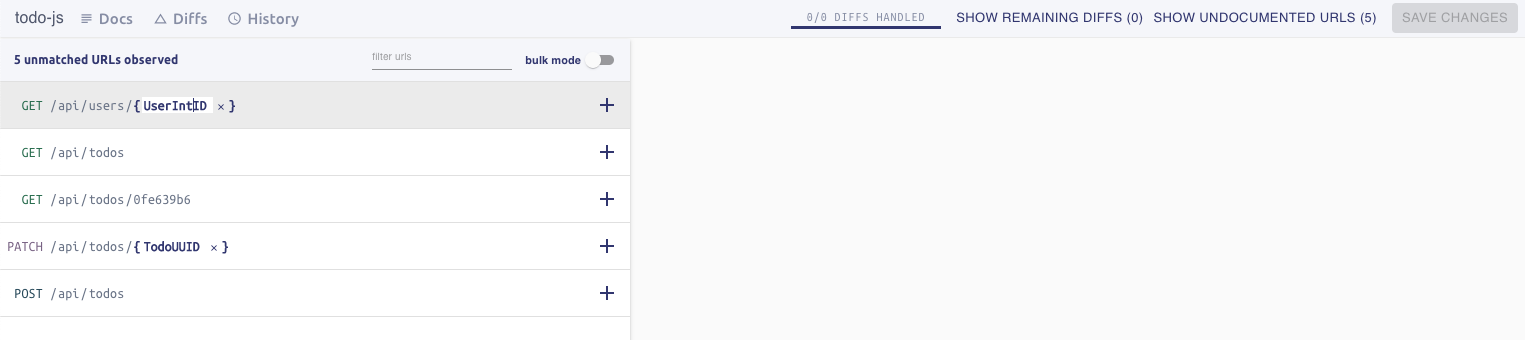 todo-js Docs Diffs History 0/0 DIFFS HANDLED SHOW REMAINING DIFFS (0) SHOW UNDOCUMENTED URLS (5) SAVE CHANGES
5 unmatched URLs observed filter urls bulk mode
GET /api/users/{ UserIntID × } +
GET /api/todos +
GET /api/todos/0fe639b6 +
PATCH /api/todos/{ TodoUUID × } +
POST /api/todos +